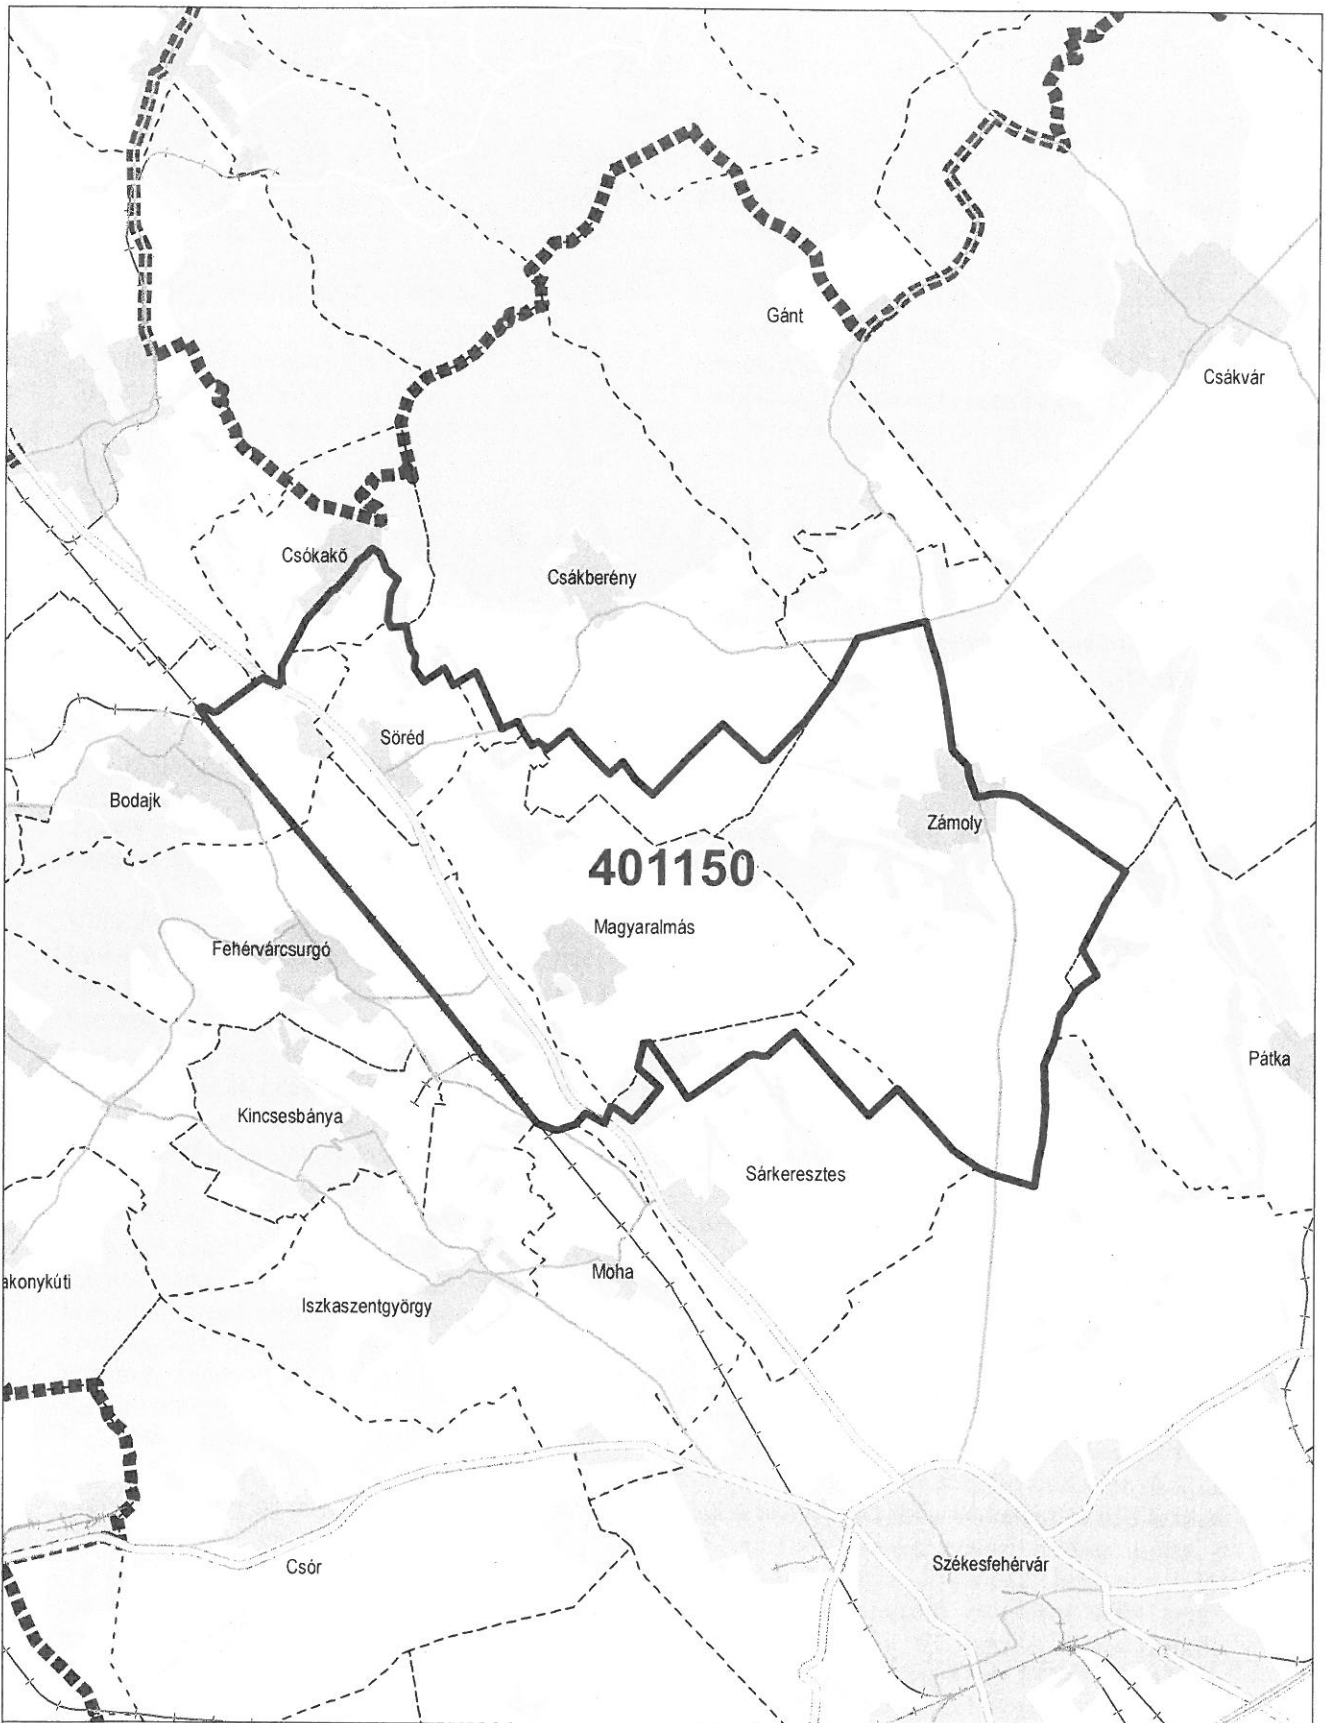 Gánt
Csákvár
Csókakő
Csákberény
Söréd
Bodajk
Zámoly
401150
Magyaralmás
Fehérvárcsurgó
Pátka
Kincsesbánya
Sárkeresztes
Moha
akonykúti
Iszkaszentgyörgy
Csór
Székesfehérvár